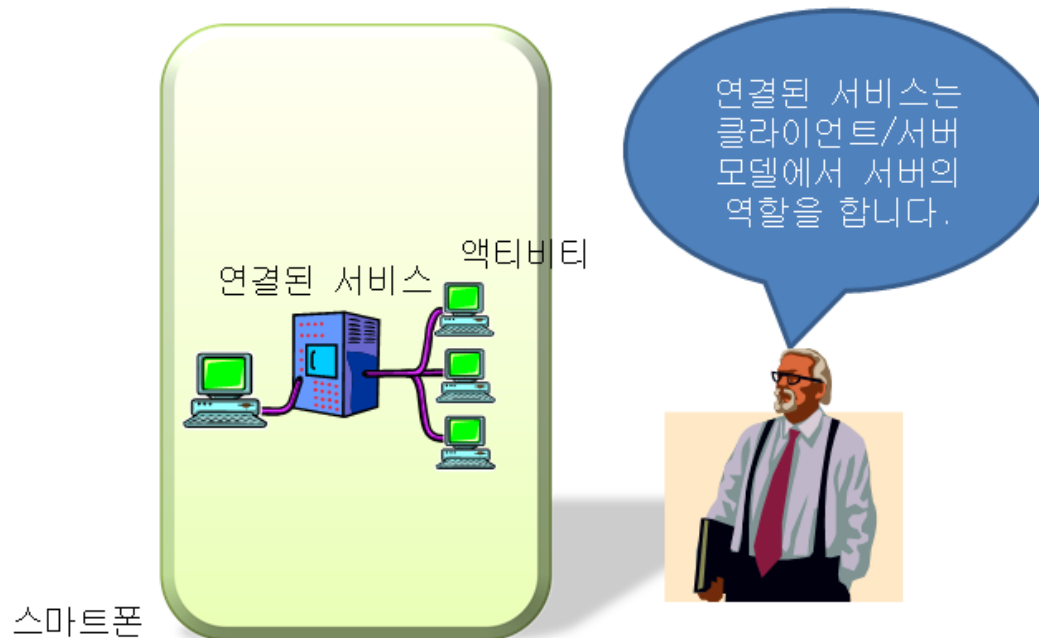 연결된 서비스는
클라이언트/서버
모델에서 서버의
역할을 합니다.
액티비티
연결된 서비스
스마트폰